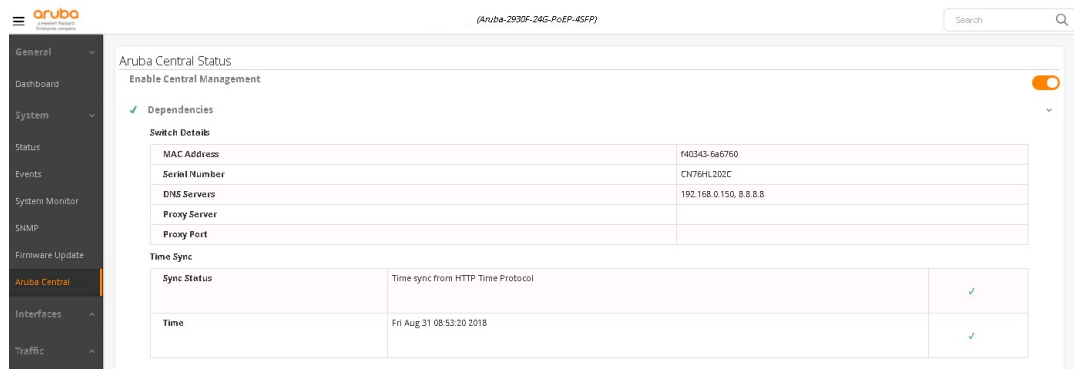 aruba
a Hewlett Packard
Enterprise company
(Aruba-2930F-24G-PoEP-4SFP)
Search
General
Dashboard
System
Status
Events
System Monitor
SNMP
Firmware Update
Aruba Central
Interfaces
Traffic
Aruba Central Status
Enable Central Management
Dependencies
Switch Details
MAC Address f40343-6a6760
Serial Number CN76HL202C
DNS Servers 192.168.0.150, 8.8.8.8
Proxy Server
Proxy Port
Time Sync
Sync Status Time sync from HTTP Time Protocol
Time Fri Aug 31 08:53:20 2018